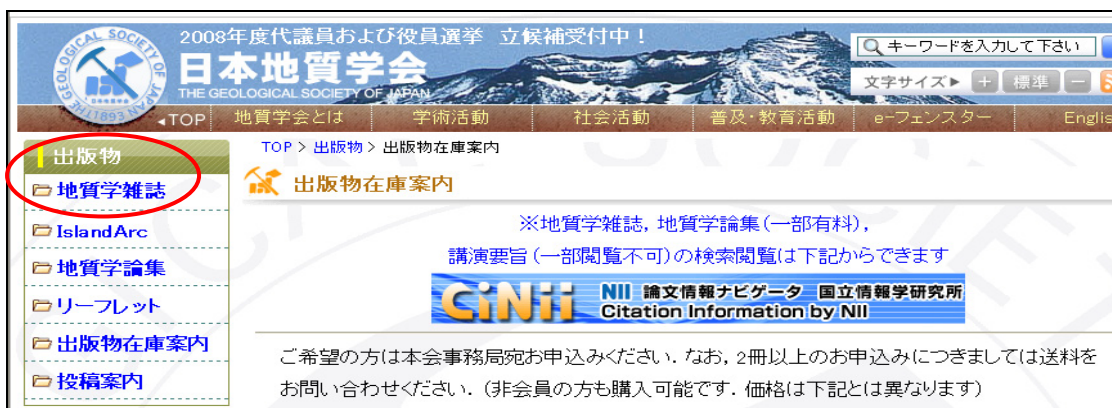 2008年度代議員および役員選挙 立候補受付中！
THE GEOLOGICAL SOCIETY OF JAPAN
1893
日本地質学会
THE GEOLOGICAL SOCIETY OF JAPAN
キーワードを入力して下さい
文字サイズ▶ + 標準 −
◂TOP 地質学会とは 学術活動 社会活動 普及・教育活動 e-フェンスター Englis
出版物
地質学雑誌
IslandArc
地質学論集
リーフレット
出版物在庫案内
投稿案内
TOP > 出版物 > 出版物在庫案内
出版物在庫案内
※地質学雑誌，地質学論集(一部有料)，
講演要旨(一部閲覧不可)の検索閲覧は下記からできます
CiNii NII 論文情報ナビゲータ 国立情報学研究所
Citation Information by NII
ご希望の方は本会事務局宛お申込みください．なお，2冊以上のお申込みにつきましては送料を
お問い合わせください．(非会員の方も購入可能です．価格は下記とは異なります)